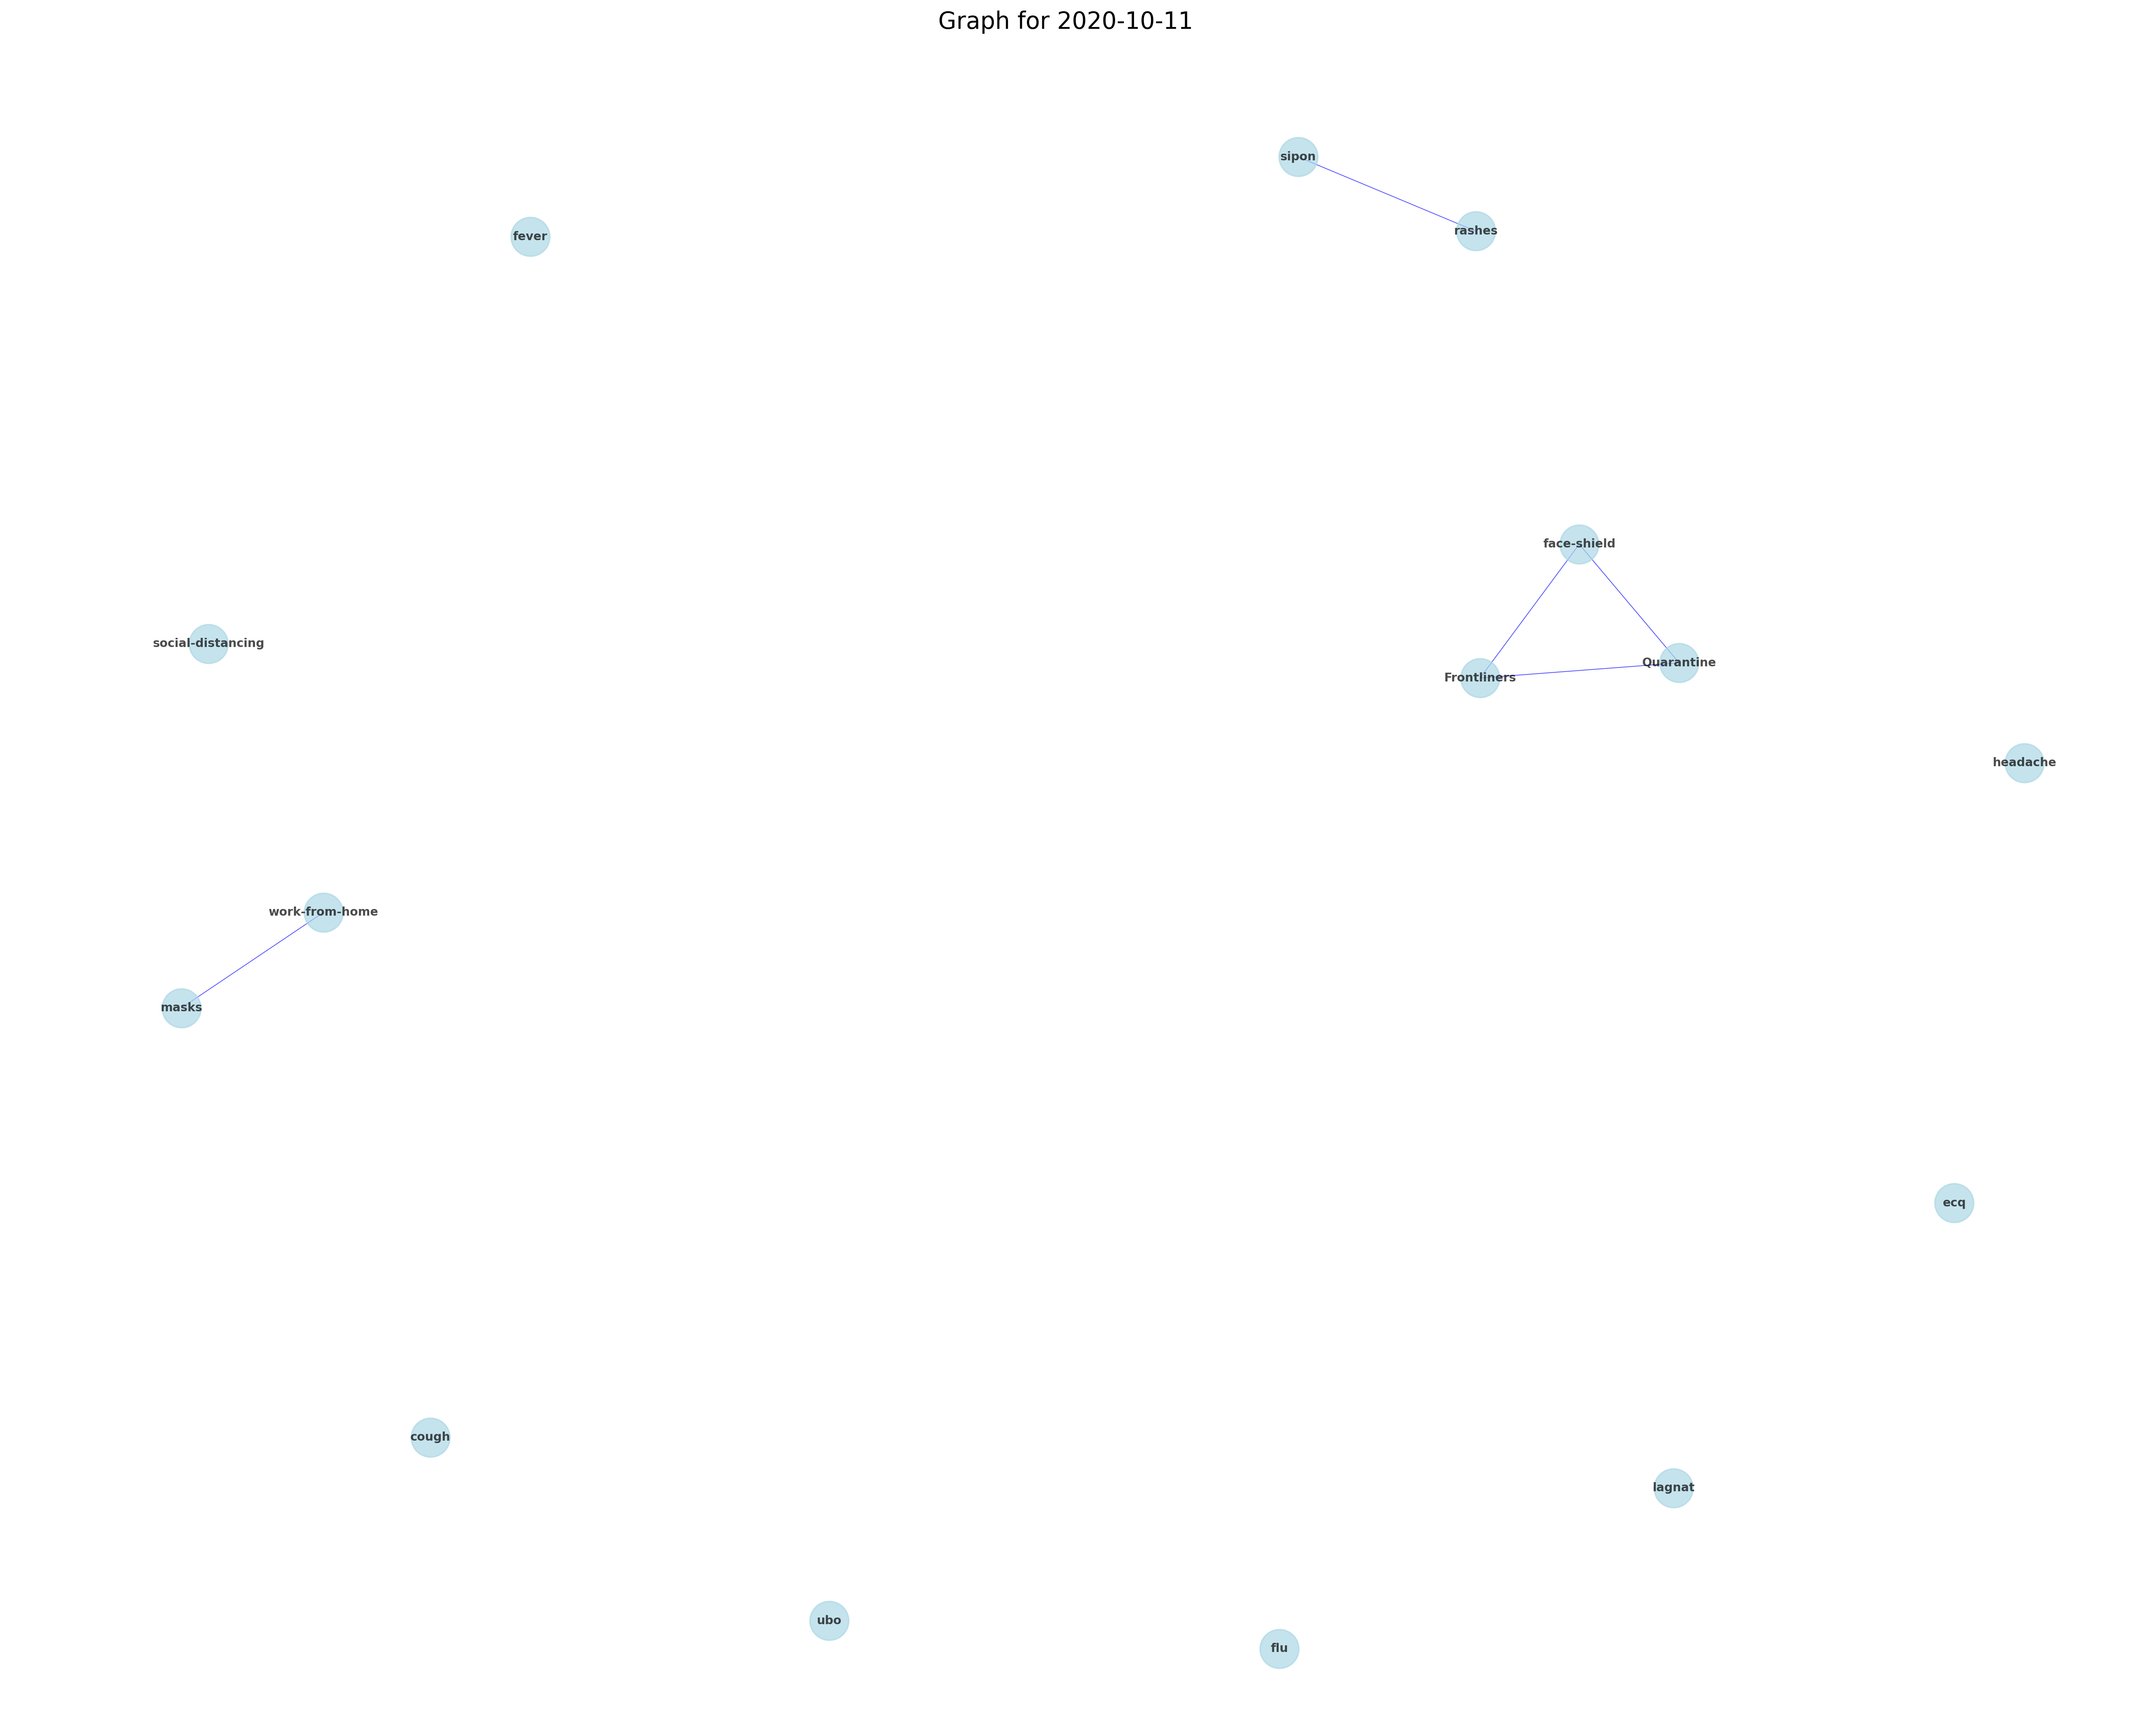 Graph for 2020-10-11
sipon
rashes
fever
face-shield
social-distancing
Quarantine
Frontliners
headache
work-from-home
masks
ecq
cough
lagnat
ubo
flu